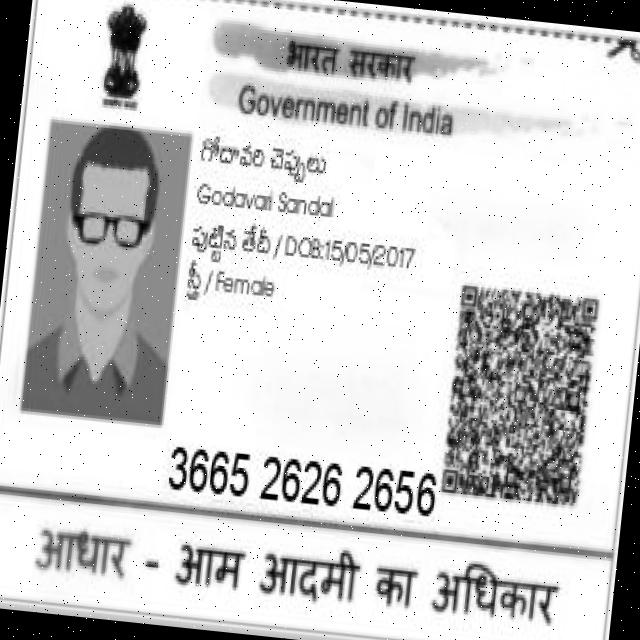 भारत सरकार
Government of India
గోదావరి చెప్పులు
Godavari Sandal
పుట్టిన తేదీ / DOB:15/05/2017
స్త్రీ / Female
3665 2626 2656
आधार - आम आदमी का अधिकार